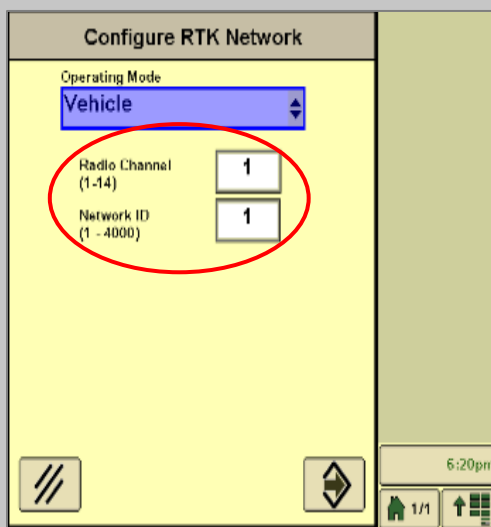 Configure RTK Network
Operating Mode
Vehicle
Radio Channel
(1-14)
1
Network ID
(1 - 4000)
1
6:20pm
1/1